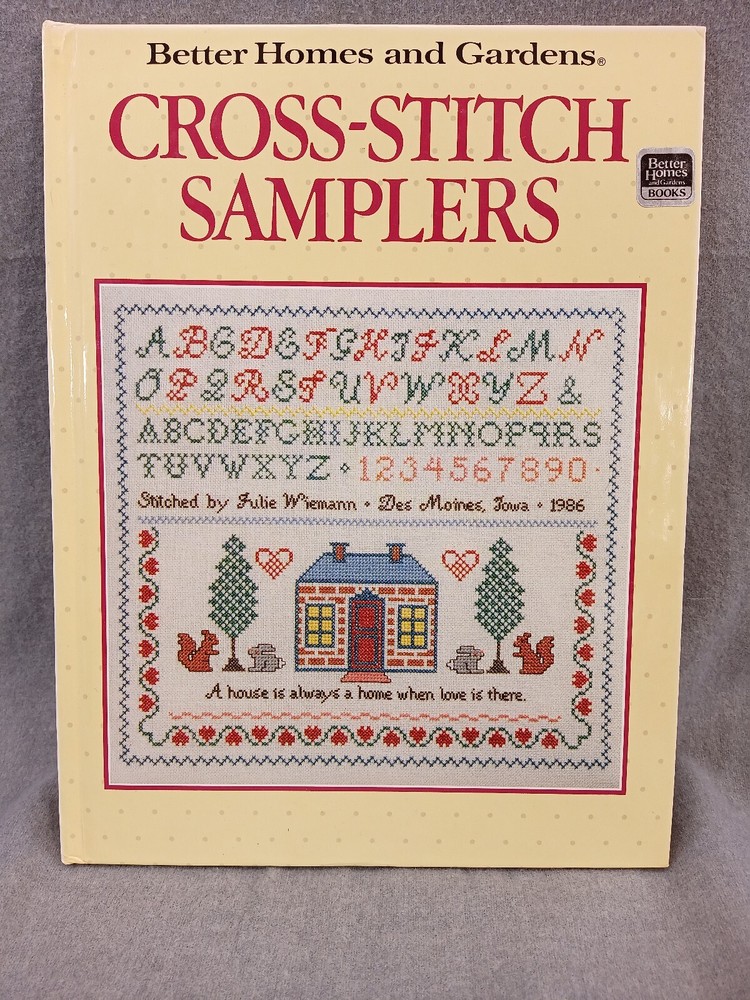 Better Homes and Gardens®
CROSS-STITCH
SAMPLERS
Better
Homes
and Gardens
BOOKS
ABCDEFGHIJKLMN
OPQRSTUVWXYZ &
ABCDEFGHIJKLMNOPQRS
TUVWXYZ • 1234567890 •
Stitched by Julie Wiemann • Des Moines, Iowa • 1986
A house is always a home when love is there.